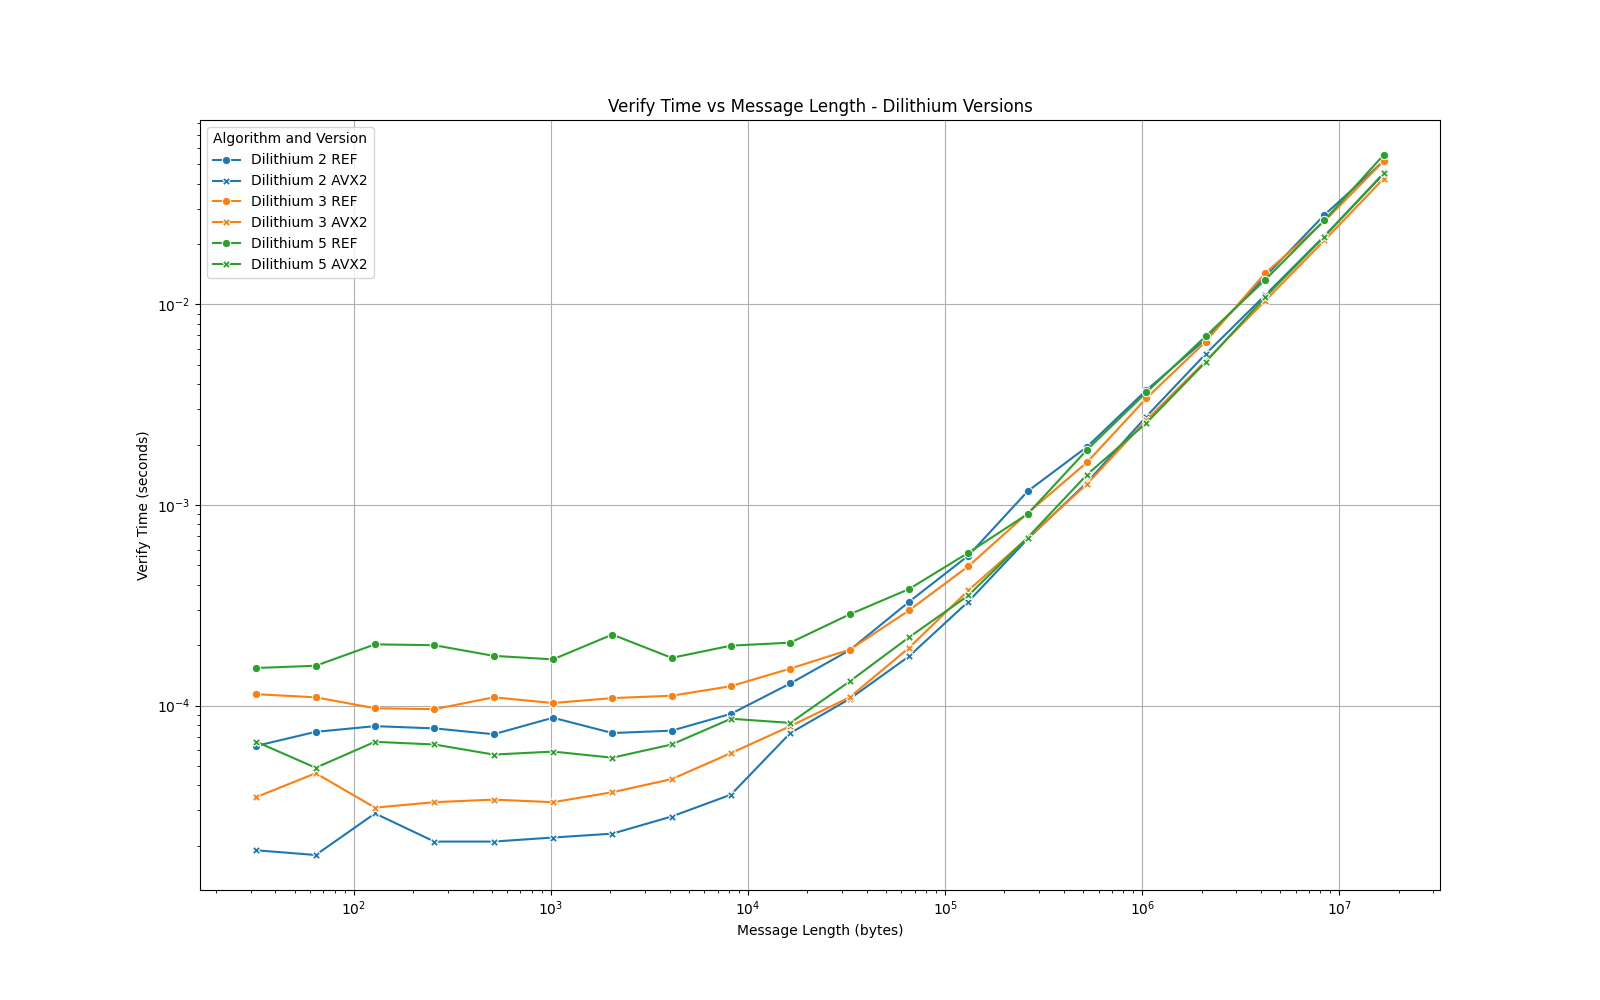 Verify Time vs Message Length - Dilithium Versions
Algorithm and Version
Dilithium 2 REF
Dilithium 2 AVX2
Dilithium 3 REF
Dilithium 3 AVX2
Dilithium 5 REF
Dilithium 5 AVX2
Verify Time (seconds)
10⁻²
10⁻³
10⁻⁴
10² 10³ 10⁴ 10⁵ 10⁶ 10⁷
Message Length (bytes)